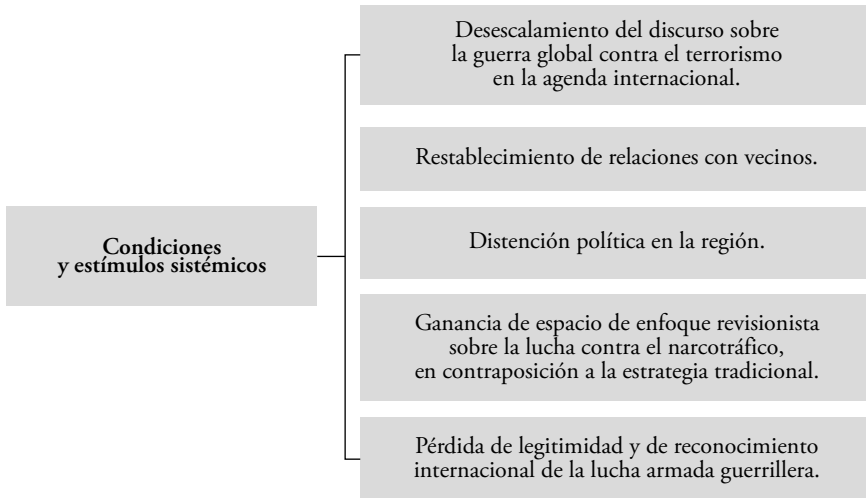 Desescalamiento del discurso sobre
la guerra global contra el terrorismo
en la agenda internacional.
Restablecimiento de relaciones con vecinos.
Condiciones
y estímulos sistémicos
Distención política en la región.
Ganancia de espacio de enfoque revisionista
sobre la lucha contra el narcotráfico,
en contraposición a la estrategia tradicional.
Pérdida de legitimidad y de reconocimiento
internacional de la lucha armada guerrillera.